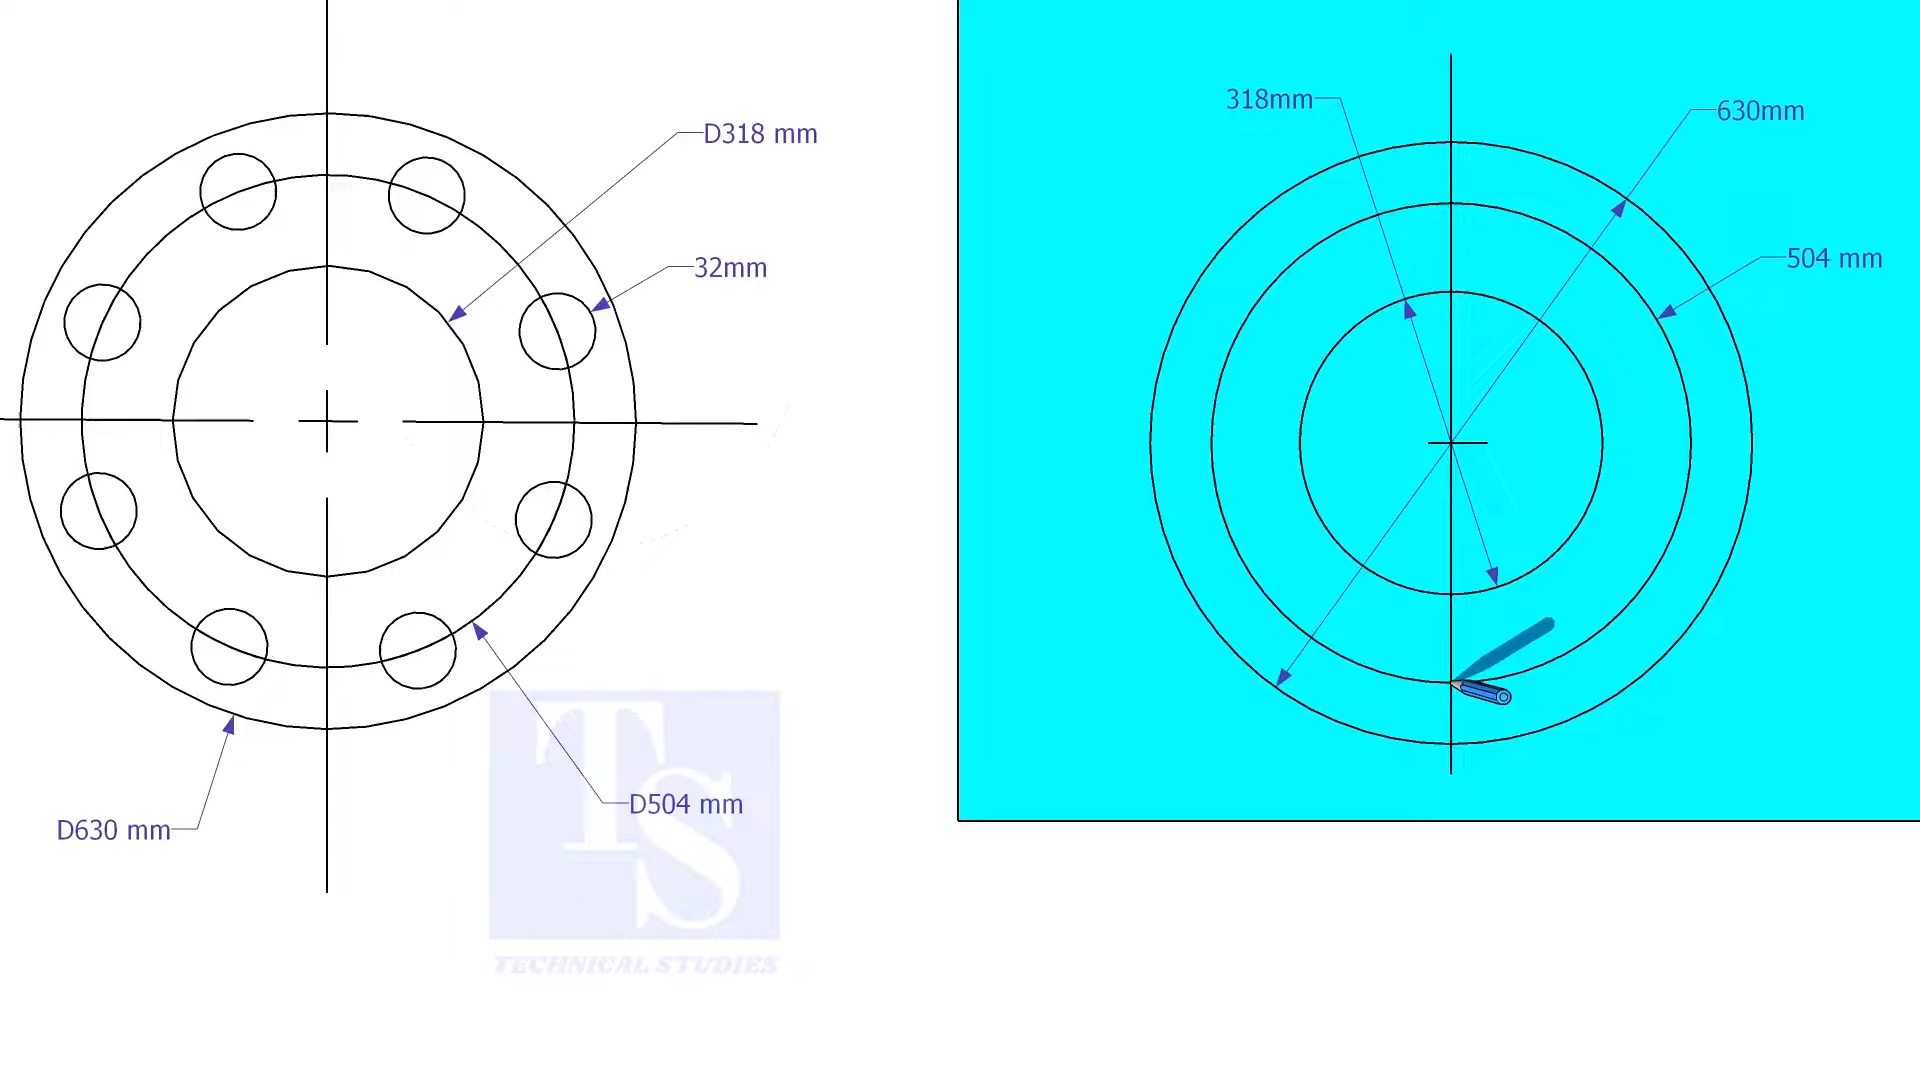 D318 mm
32mm
D504 mm
D630 mm
TS
TECHNICAL STUDIES
318mm
630mm
504 mm